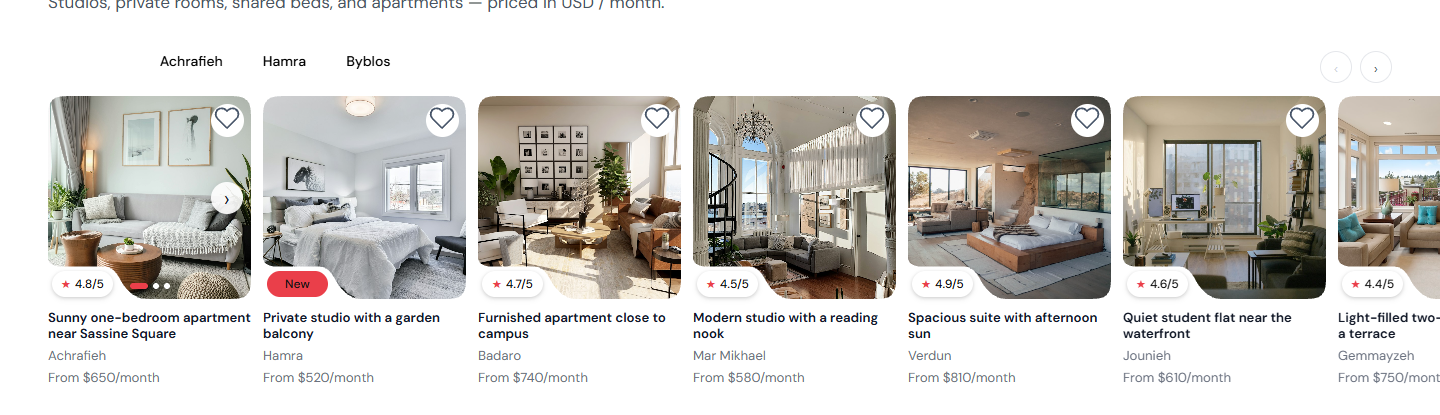 Studios, private rooms, shared beds, and apartments — priced in USD / month.
Achrafieh
Hamra
Byblos
‹
›
›
★ 4.8/5
New
★ 4.7/5
★ 4.5/5
★ 4.9/5
★ 4.6/5
★ 4.4/5
Sunny one-bedroom apartment
near Sassine Square
Achrafieh
From $650/month
Private studio with a garden
balcony
Hamra
From $520/month
Furnished apartment close to
campus
Badaro
From $740/month
Modern studio with a reading
nook
Mar Mikhael
From $580/month
Spacious suite with afternoon
sun
Verdun
From $810/month
Quiet student flat near the
waterfront
Jounieh
From $610/month
Light-filled two-
a terrace
Gemmayzeh
From $750/mont